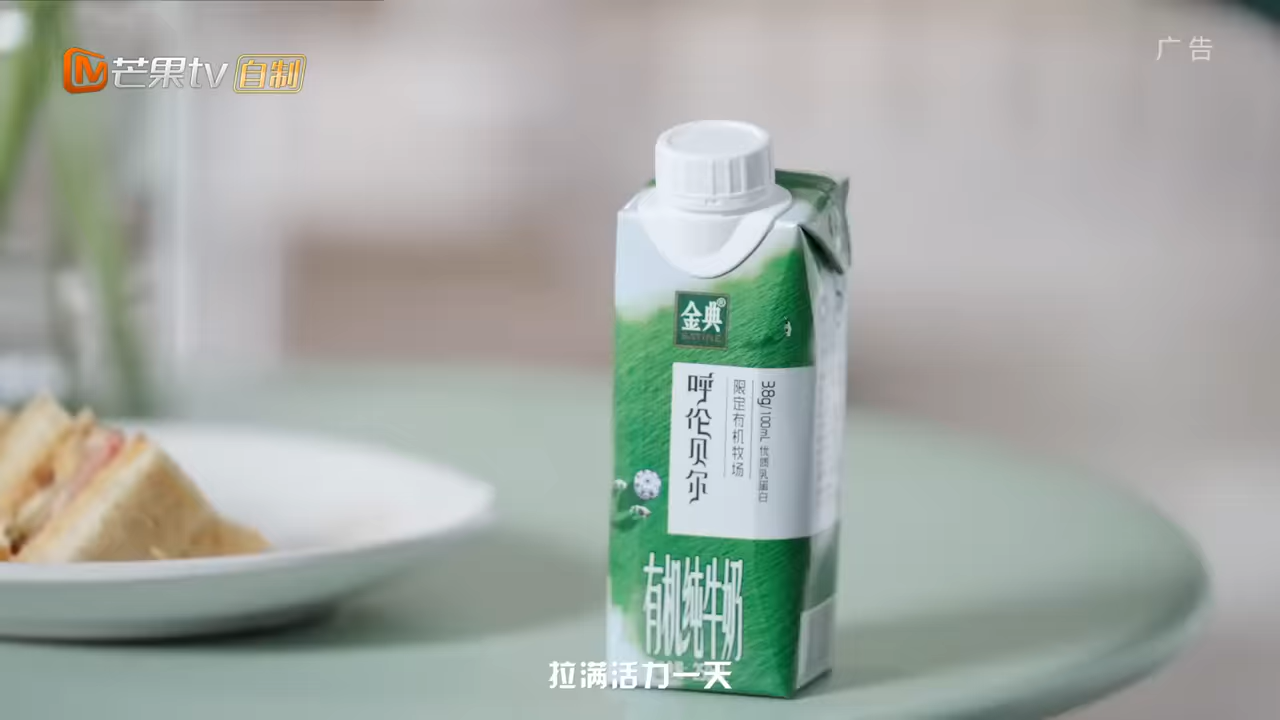 芒果tv 自制
广告
金典®
呼伦贝尔
限定有机牧场
3.8g/100mL 优质乳蛋白
有机纯牛奶
拉满活力一天